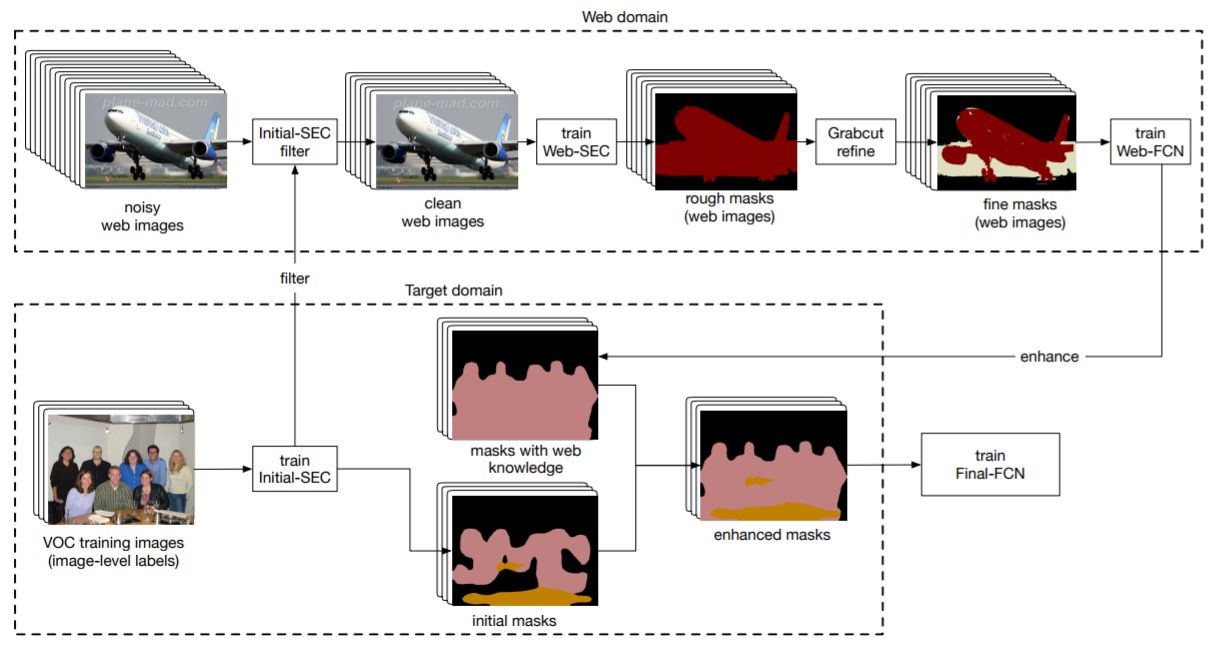 Web domain
plane-mad.com
plane-mad.com
Initial-SEC
filter
train
Web-SEC
Grabcut
refine
train
Web-FCN
noisy
web images
clean
web images
rough masks
(web images)
fine masks
(web images)
filter
Target domain
enhance
masks with web
knowledge
train
Initial-SEC
train
Final-FCN
enhanced masks
VOC training images
(image-level labels)
initial masks